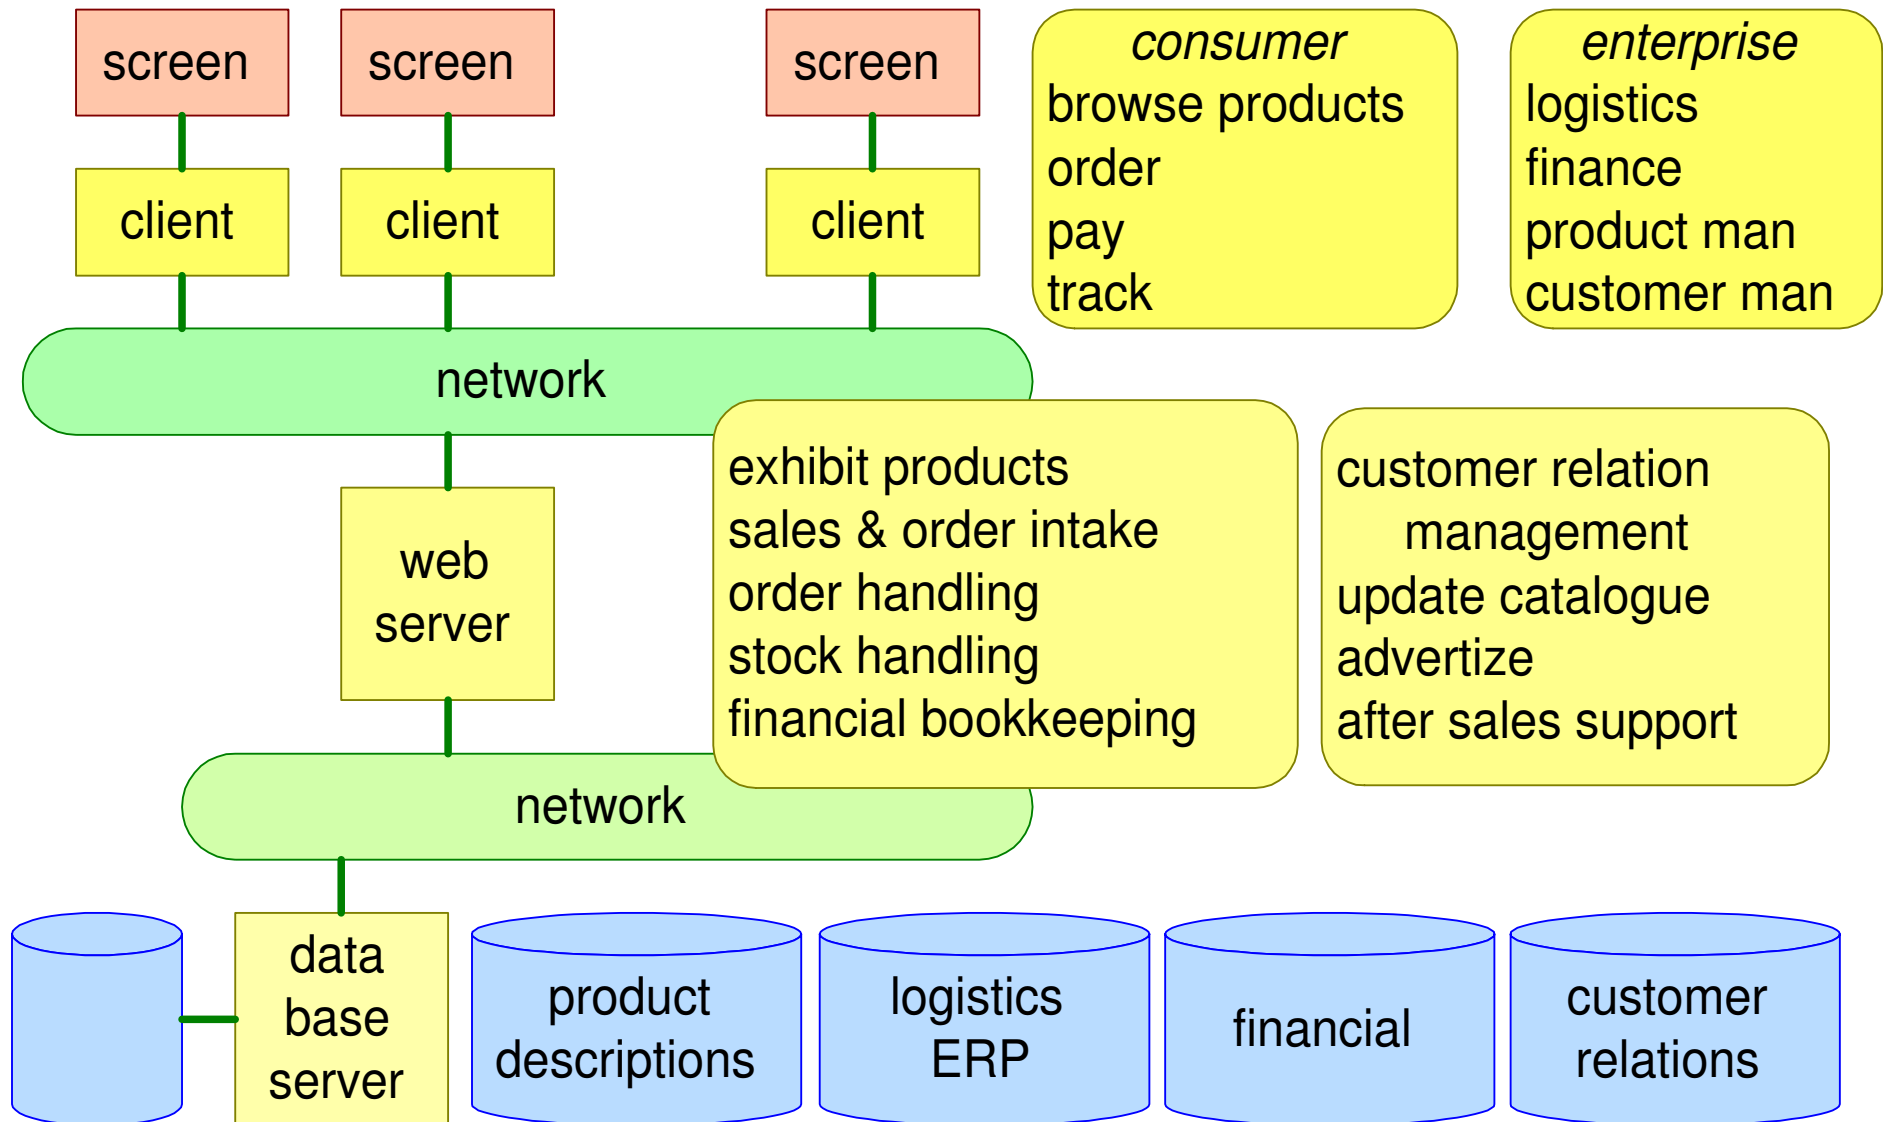 screen
screen
screen
client
client
client
consumer
browse products
order
pay
track
enterprise
logistics
finance
product man
customer man
network
web
server
exhibit products
sales & order intake
order handling
stock handling
financial bookkeeping
customer relation
management
update catalogue
advertize
after sales support
network
data
base
server
product
descriptions
logistics
ERP
financial
customer
relations